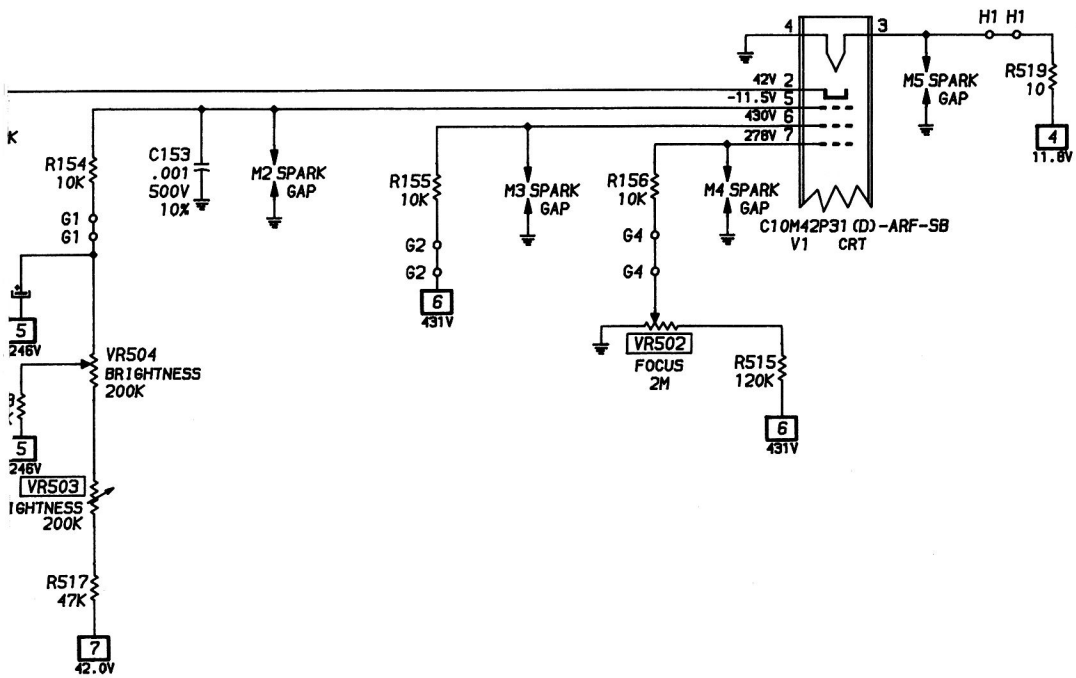 4
3
H1 H1
R519
10
M5 SPARK
GAP
4
11.8V
42V 2
-11.5V 5
430V 6
278V 7
K
R154
10K
C153
.001
500V
10%
M2 SPARK
GAP
R155
10K
M3 SPARK
GAP
R156
10K
M4 SPARK
GAP
C10M42P31(D)-ARF-SB
V1 CRT
G1
G1
G2
G2
G4
G4
+
5
246V
6
431V
VR502
FOCUS
2M
R515
120K
6
431V
VR504
BRIGHTNESS
200K
5
246V
VR503
IGHTNESS
200K
R517
47K
7
42.0V